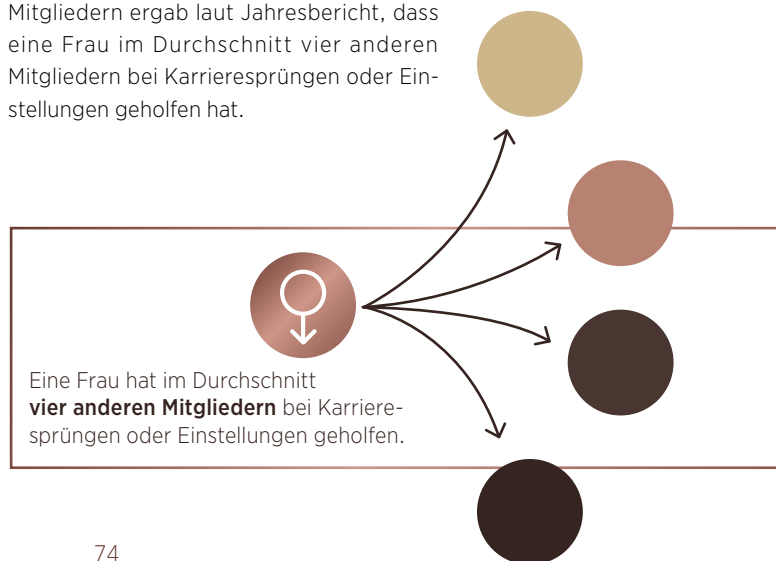 Mitgliedern ergab laut Jahresbericht, dass
eine Frau im Durchschnitt vier anderen
Mitgliedern bei Karrieresprüngen oder Ein-
stellungen geholfen hat.
Eine Frau hat im Durchschnitt
vier anderen Mitgliedern bei Karriere-
sprüngen oder Einstellungen geholfen.
74